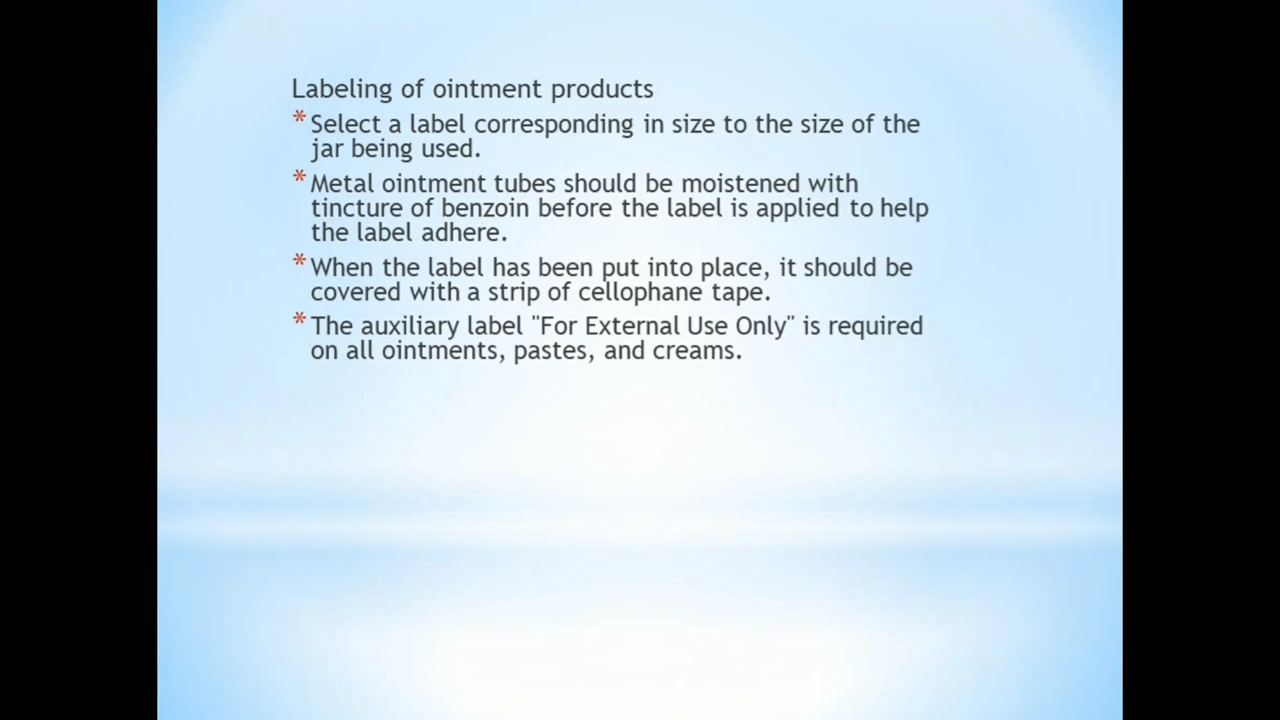 Labeling of ointment products
* Select a label corresponding in size to the size of the
jar being used.
* Metal ointment tubes should be moistened with
tincture of benzoin before the label is applied to help
the label adhere.
* When the label has been put into place, it should be
covered with a strip of cellophane tape.
* The auxiliary label "For External Use Only" is required
on all ointments, pastes, and creams.